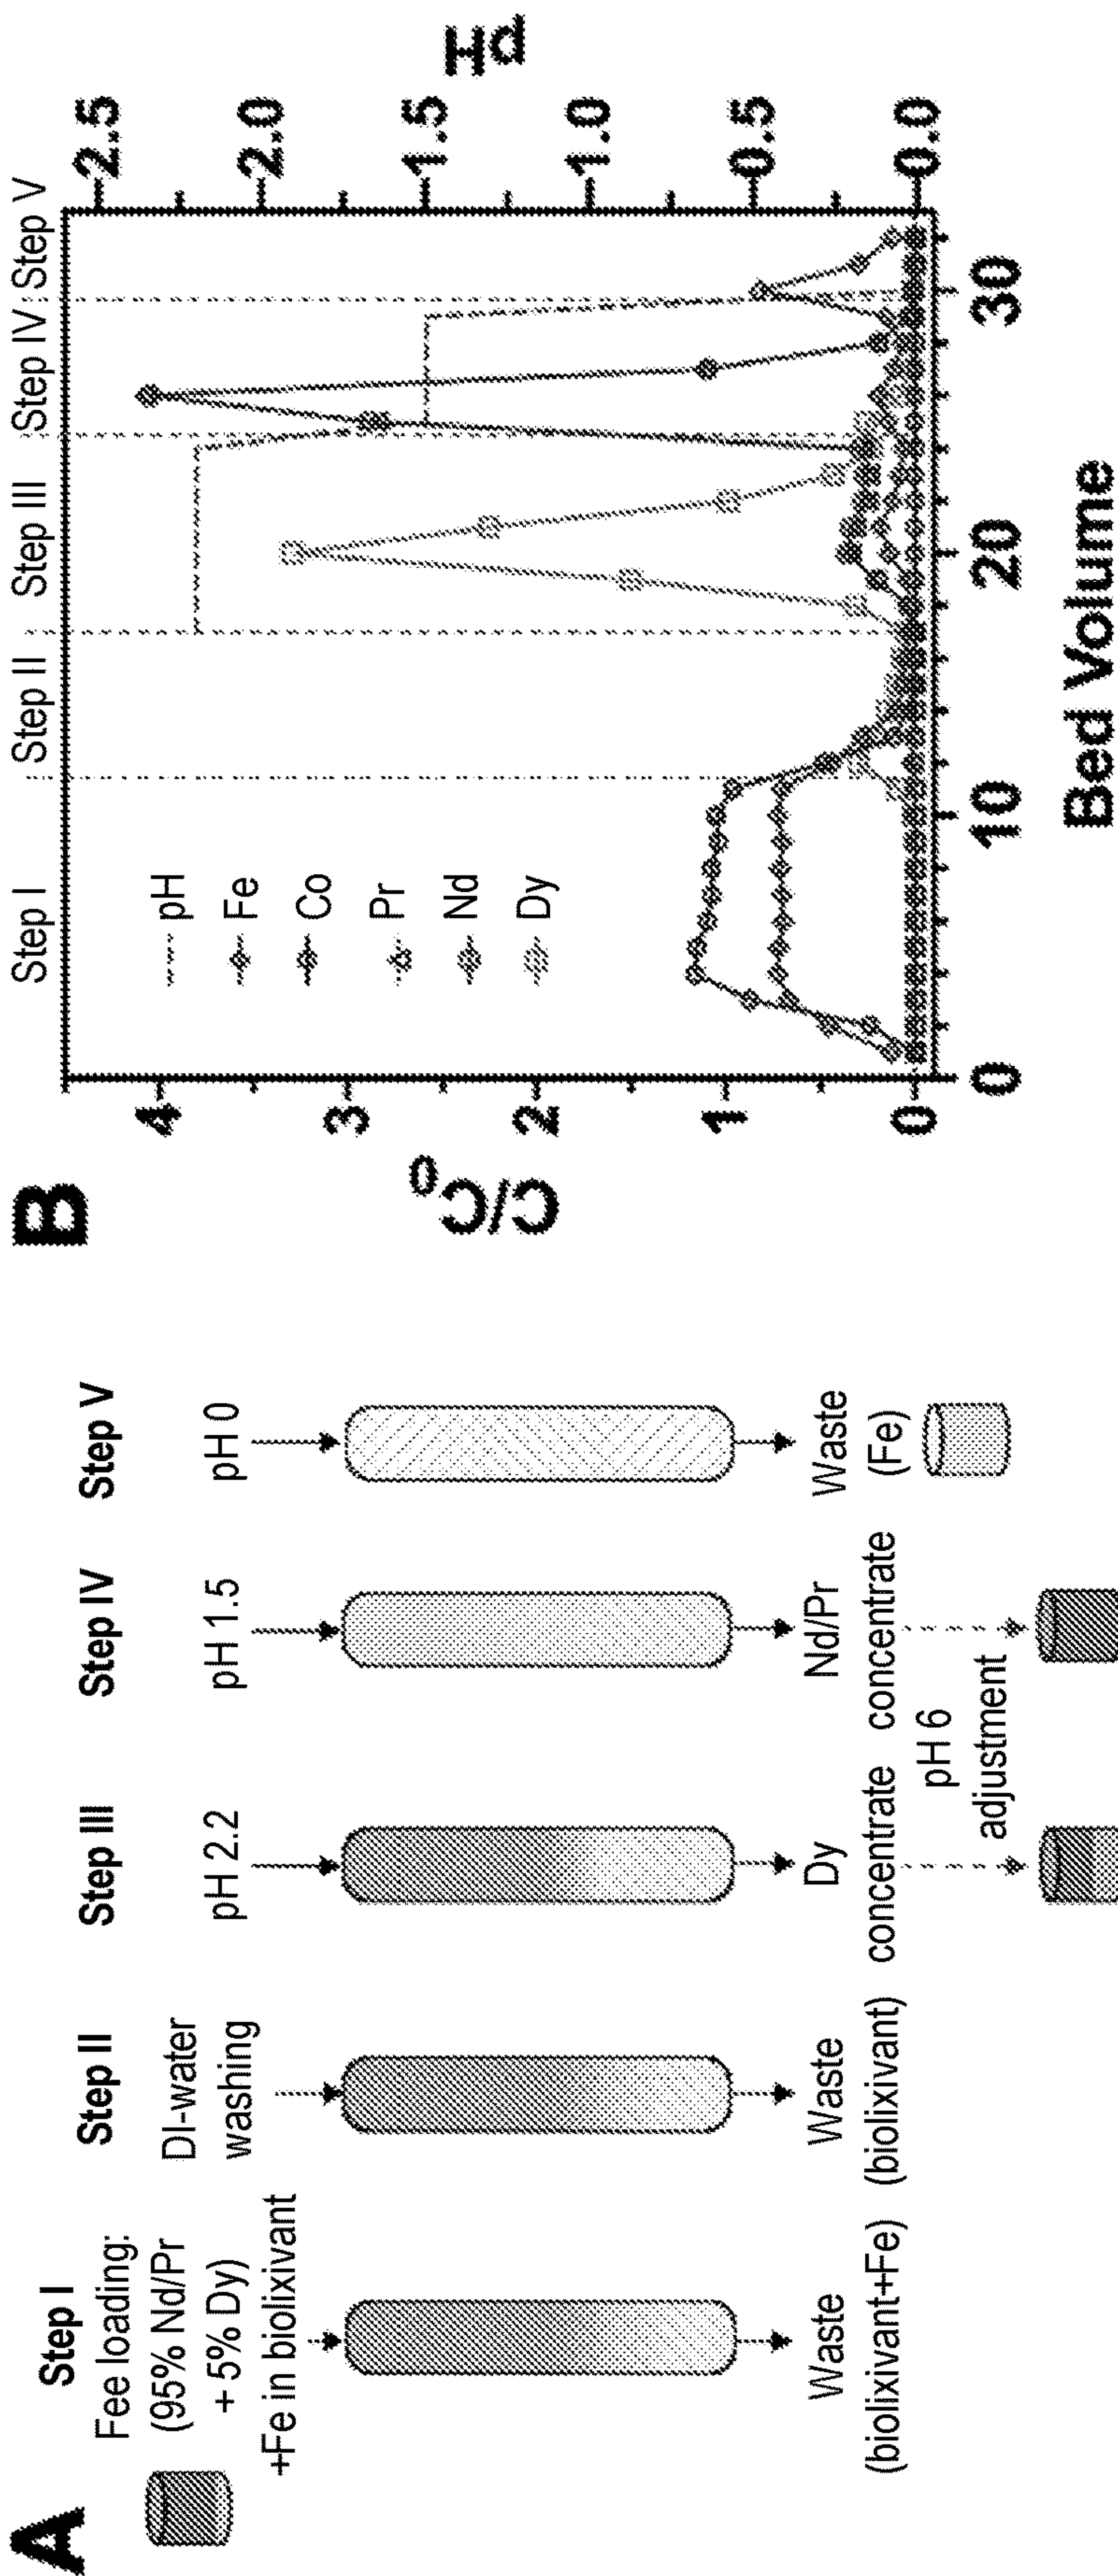 A
Step I
Fee loading:
(95% Nd/Pr
+ 5% Dy)
+Fe in biolixivant
Waste
(biolixivant+Fe)
Step II
DI-water
washing
Waste
(biolixivant)
Step III
pH 2.2
Dy
concentrate
Step IV
pH 1.5
Nd/Pr
concentrate
pH 6
adjustment
Step V
pH 0
Waste
(Fe)
B
Step I
Step II
Step III
Step IV
Step V
pH
Fe
Co
Pr
Nd
Dy
C/C₀
4
3
2
1
0
2.5
2.0
1.5
1.0
0.5
0.0
pH
0
10
20
30
Bed Volume